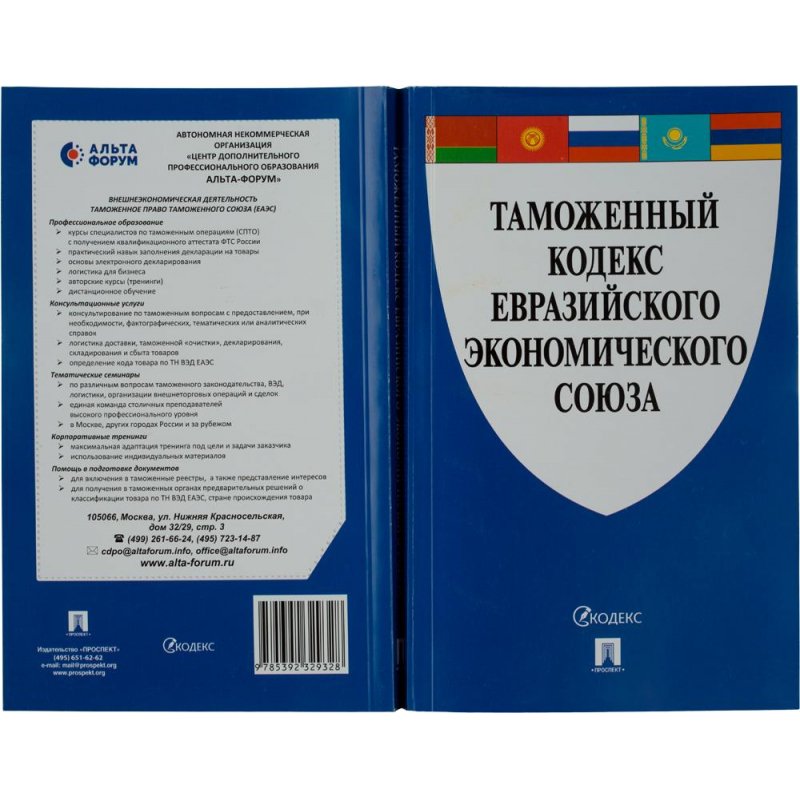 АЛЬТА
ФОРУМ
АВТОНОМНАЯ НЕКОММЕРЧЕСКАЯ
ОРГАНИЗАЦИЯ
«ЦЕНТР ДОПОЛНИТЕЛЬНОГО
ПРОФЕССИОНАЛЬНОГО ОБРАЗОВАНИЯ
АЛЬТА-ФОРУМ»
ВНЕШНЕЭКОНОМИЧЕСКАЯ ДЕЯТЕЛЬНОСТЬ
ТАМОЖЕННОЕ ПРАВО ТАМОЖЕННОГО СОЮЗА (ЕАЭС)
Профессиональное образование
курсы специалистов по таможенным операциям (СПТО)
с получением квалификационного аттестата ФТС России
практический навык заполнения декларации на товары
основы электронного декларирования
логистика для бизнеса
авторские курсы (тренинги)
дистанционное обучение
Консультационные услуги
консультирование по таможенным вопросам с предоставлением, при
необходимости, фактографических, тематических или аналитических
справок
логистика доставки, таможенной «очистки», декларирования,
складирования и сбыта товаров
определение кода товара по ТН ВЭД ЕАЭС
Тематические семинары
по различным вопросам таможенного законодательства, ВЭД,
логистики, организации внешнеторговых операций и сделок
единая команда столичных преподавателей
высокого профессионального уровня
в Москве, других городах России и за рубежом
Корпоративные тренинги
максимальная адаптация тренинга под цели и задачи заказчика
использование индивидуальных материалов
Помощь в подготовке документов
для включения в таможенные реестры, а также представление интересов
для получения в таможенных органах предварительных решений о
классификации товара по ТН ВЭД ЕАЭС, стране происхождения товара
105066, Москва, ул. Нижняя Красносельская,
дом 32/29, стр. 3
(499) 261-66-24, (495) 723-14-87
cdpo@altaforum.info, office@altaforum.info
www.alta-forum.ru
ПРОСПЕКТ
Издательство «ПРОСПЕКТ»
(495) 651-62-62
e-mail: mail@prospekt.org
www.prospekt.org
КОДЕКС
9 785392 329328
ТАМОЖЕННЫЙ КОДЕКС ЕВРАЗИЙСКОГО
ТАМОЖЕННЫЙ
КОДЕКС
ЕВРАЗИЙСКОГО
ЭКОНОМИЧЕСКОГО
СОЮЗА
КОДЕКС
ПРОСПЕКТ